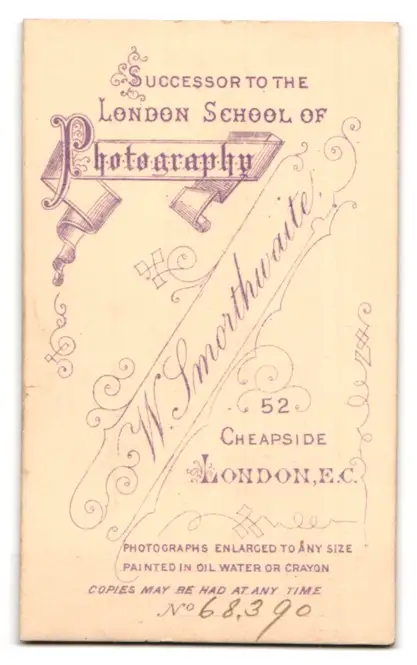 SUCCESSOR TO THE
LONDON SCHOOL OF
Photography
W. Smorthwaite.
52
CHEAPSIDE
LONDON, E.C.
PHOTOGRAPHS ENLARGED TO ANY SIZE
PAINTED IN OIL WATER OR CRAYON
COPIES MAY BE HAD AT ANY TIME
No 68,390